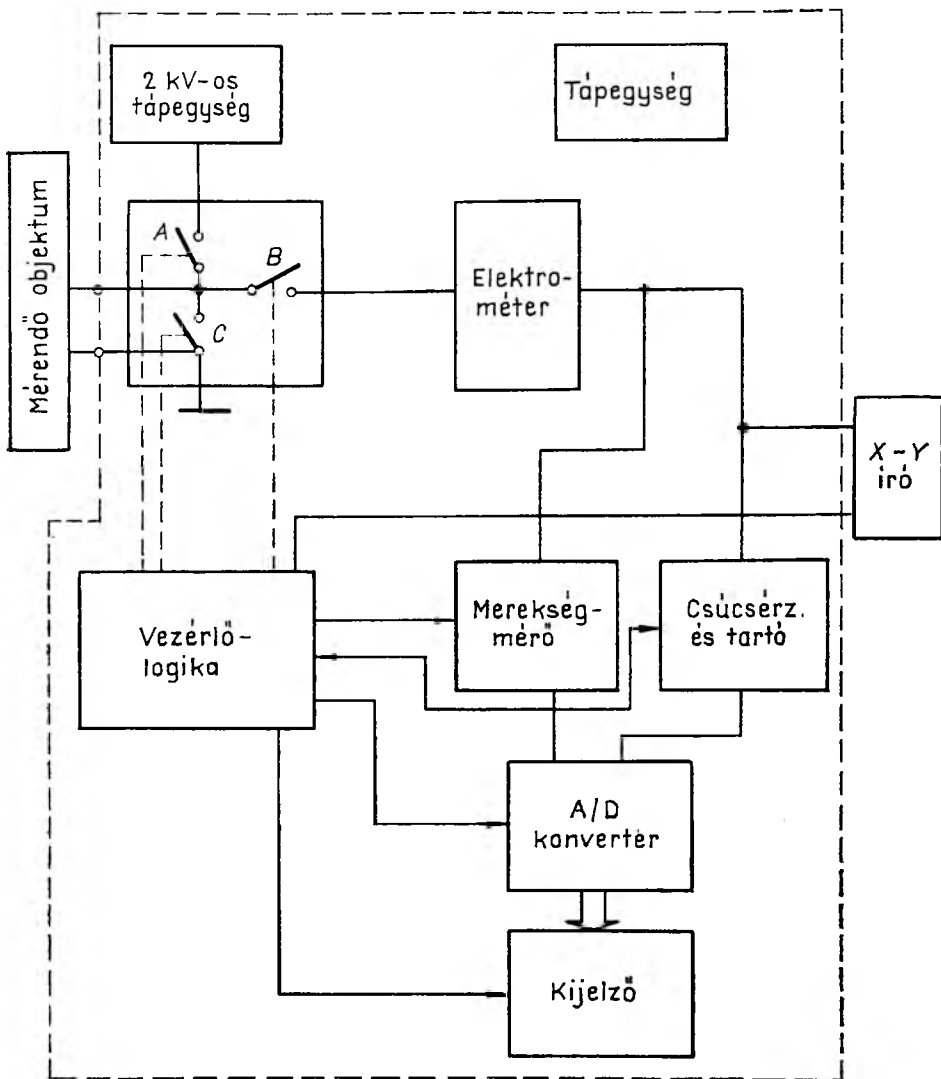 2 kV-os
tápegység
Tápegység
Mérendő objektum
A
B
C
Elektro-
méter
X-Y
író
Vezérlő-
logika
Merekség-
mérő
Csúcsérz.
és tartó
A/D
konverter
Kijelző